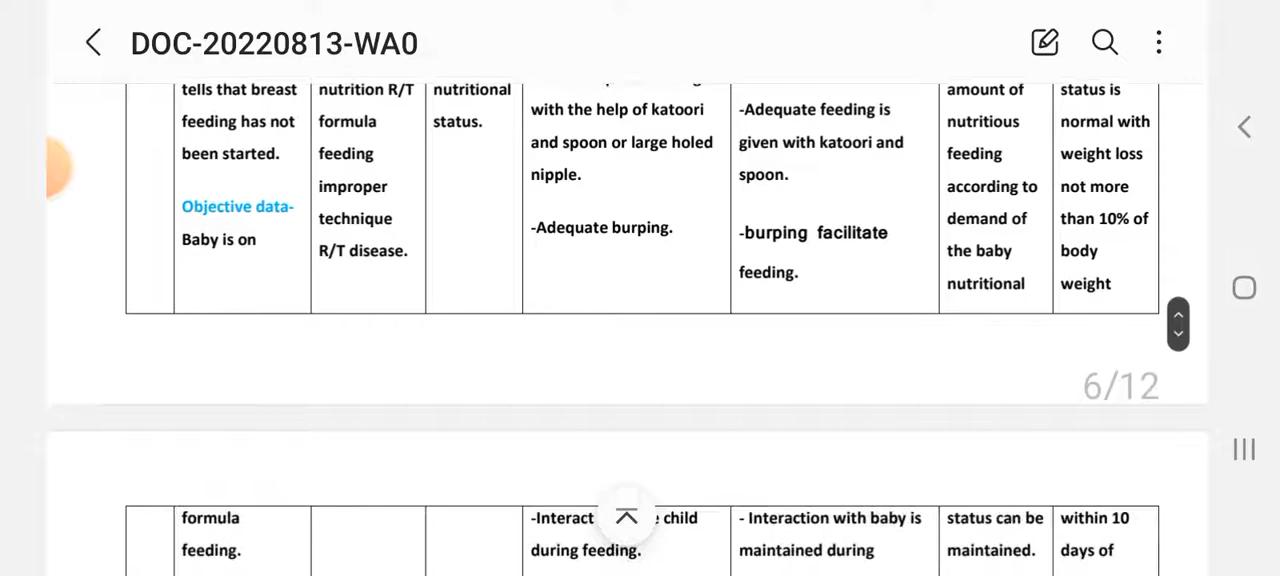 DOC-20220813-WA0
tells that breast
feeding has not
been started.
Objective data-
Baby is on
nutrition R/T
formula
feeding
improper
technique
R/T disease.
nutritional
status.
with the help of katoori
and spoon or large holed
nipple.
-Adequate burping.
-Adequate feeding is
given with katoori and
spoon.
-burping facilitate
feeding.
amount of
nutritious
feeding
according to
demand of
the baby
nutritional
status is
normal with
weight loss
not more
than 10% of
body
weight
6/12
formula
feeding.
-Interact child
during feeding.
- Interaction with baby is
maintained during
status can be
maintained.
within 10
days of